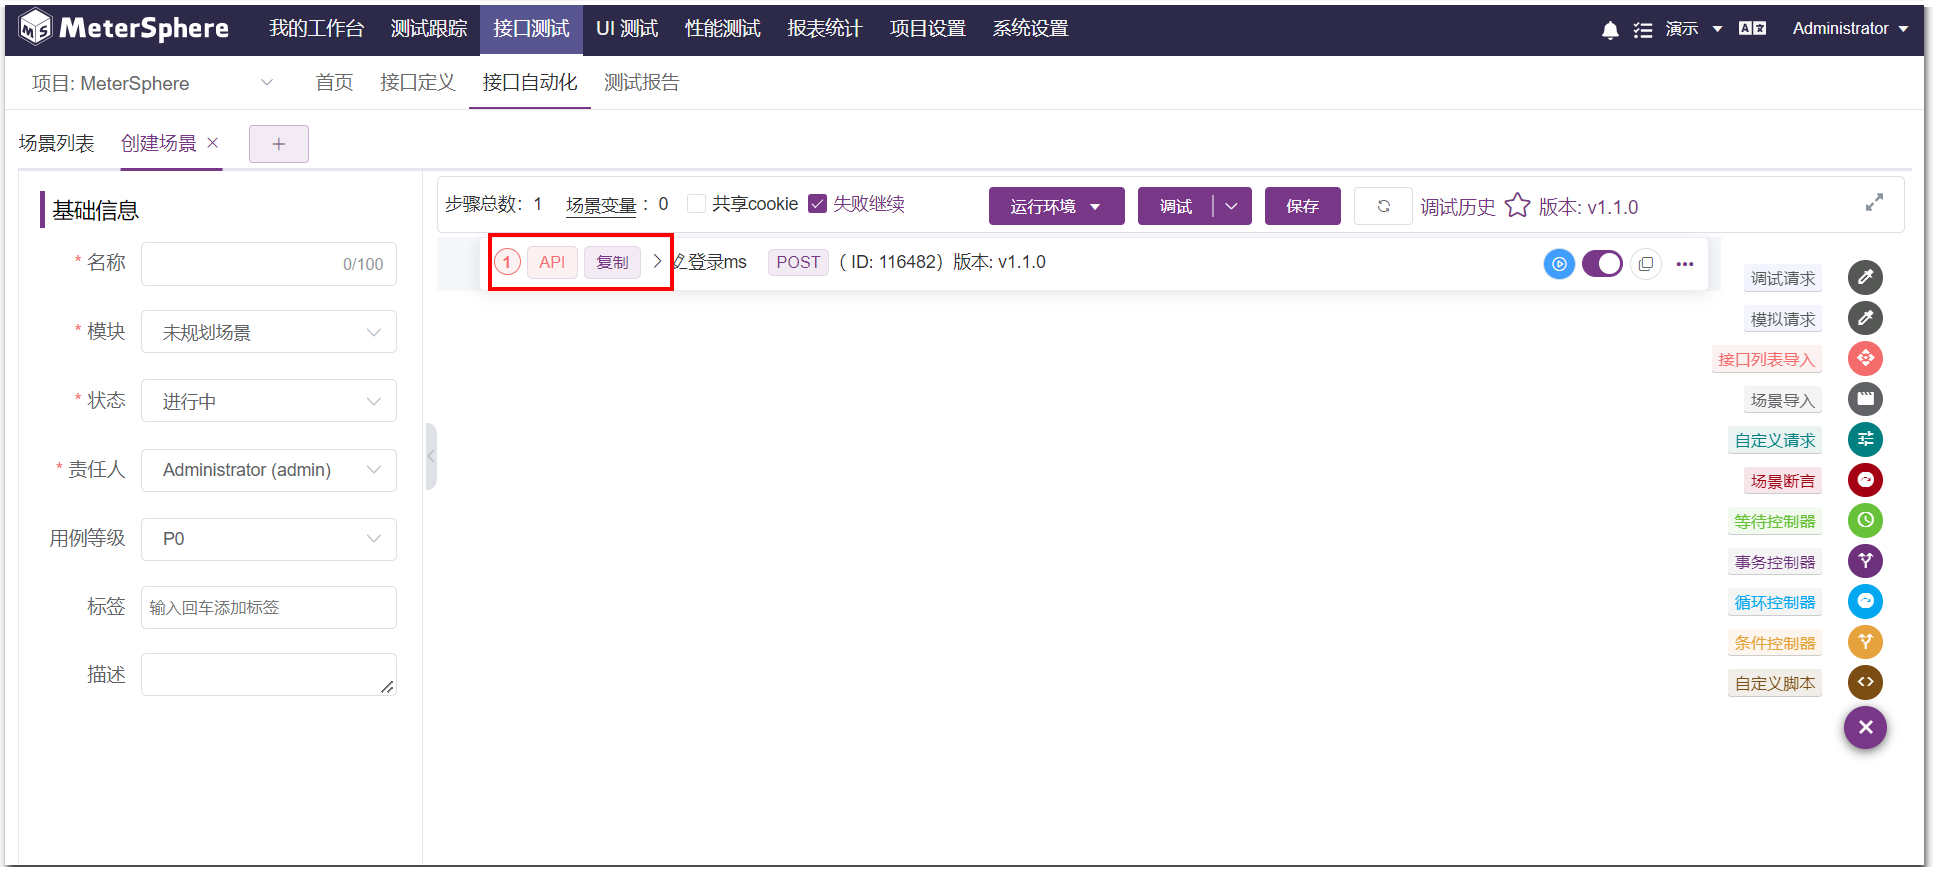 MeterSphere 我的工作台 测试跟踪 接口测试 UI 测试 性能测试 报表统计 项目设置 系统设置 演示 Administrator
项目: MeterSphere 首页 接口定义 接口自动化 测试报告
场景列表 创建场景 × +
步骤总数: 1 场景变量 : 0 共享cookie 失败继续 运行环境 调试 保存 调试历史 版本: v1.1.0
1 API 复制 登录ms POST ( ID: 116482) 版本: v1.1.0
基础信息
* 名称 0/100
* 模块 未规划场景
* 状态 进行中
* 责任人 Administrator (admin)
用例等级 P0
标签 输入回车添加标签
描述
调试请求
模拟请求
接口列表导入
场景导入
自定义请求
场景断言
等待控制器
事务控制器
循环控制器
条件控制器
自定义脚本